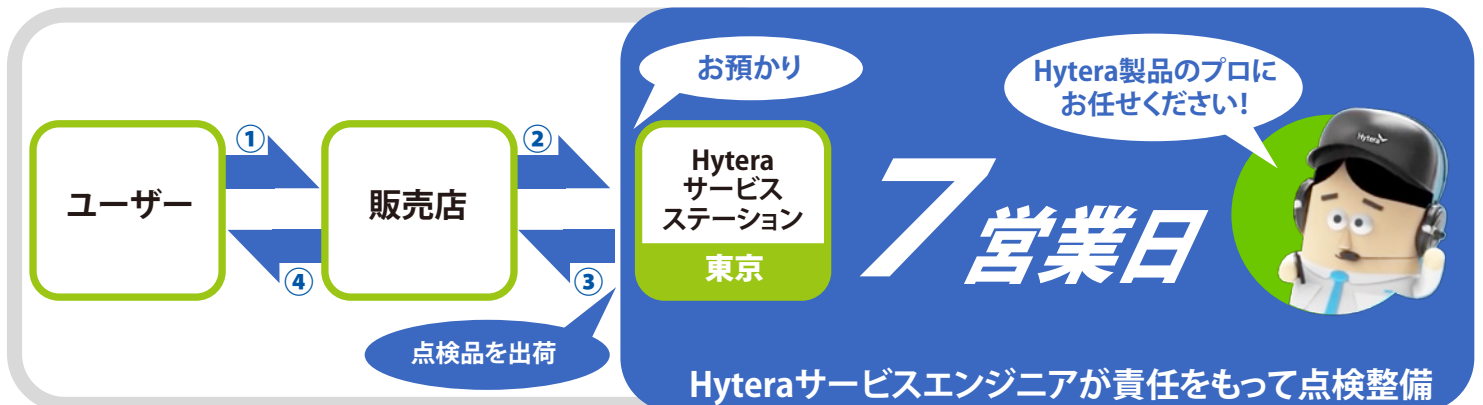 お預かり
Hytera製品のプロに
お任せください!
①
②
Hytera
ユーザー
販売店
Hytera
サービス
ステーション
7営業日
東京
④
③
点検品を出荷
Hyteraサービスエンジニアが責任をもって点検整備